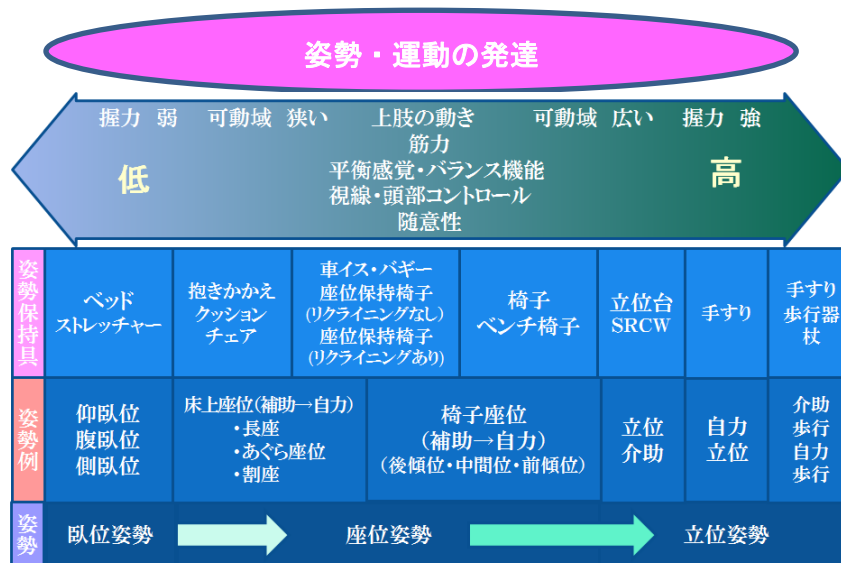 姿勢・運動の発達
握力 弱 可動域 狭い 上肢の動き 可動域 広い 握力 強
筋力
平衡感覚・バランス機能
視線・頭部コントロール
随意性
低
高
姿勢保持具
ベッド
ストレッチャー
抱きかかえ
クッション
チェア
車イス・バギー
座位保持椅子
(リクライニングなし)
座位保持椅子
(リクライニングあり)
椅子
ベンチ椅子
立位台
SRCW
手すり
手すり
歩行器
杖
姿勢例
仰臥位
腹臥位
側臥位
床上座位(補助→自力)
・長座
・あぐら座位
・割座
椅子座位
(補助→自力)
(後傾位・中間位・前傾位)
立位
介助
自力
立位
介助
歩行
自力
歩行
姿勢
臥位姿勢
座位姿勢
立位姿勢